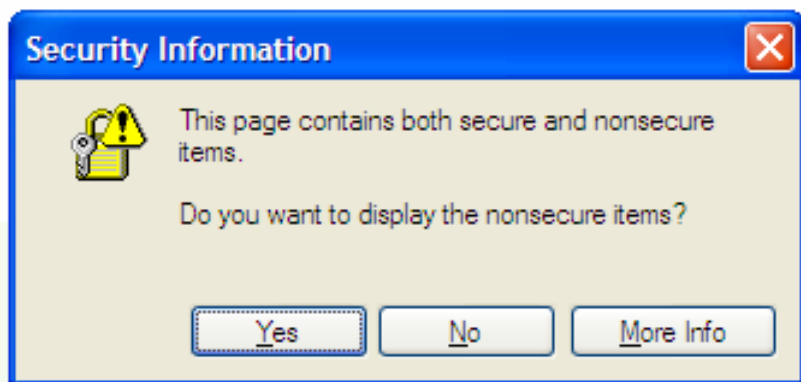 Security Information
This page contains both secure and nonsecure
items.
Do you want to display the nonsecure items?
Yes No More Info